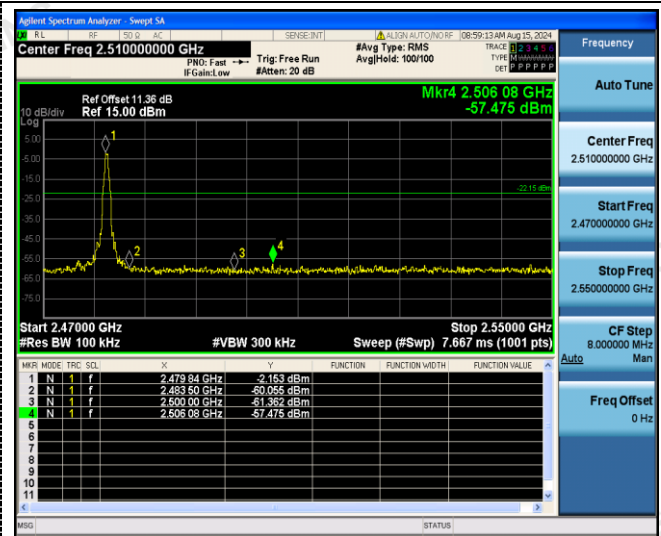 Agilent Spectrum Analyzer - Swept SA
RL RF 50 Ω AC SENSE:INT ALIGN AUTO/NO RF 08:59:13 AM Aug 15, 2024
Center Freq 2.510000000 GHz #Avg Type: RMS TRACE 1 2 3 4 5 6
PNO: Fast Trig: Free Run Avg|Hold: 100/100 TYPE M
IFGain:Low #Atten: 20 dB DET P P P P P P
Mkr4 2.506 08 GHz
Ref Offset 11.36 dB
10 dB/div Ref 15.00 dBm -57.475 dBm
Log
5.00
-5.00
-15.0
-25.0
-35.0
-45.0
-55.0
-65.0
-75.0
1
2
3
4
-22.15 dBm
Start 2.47000 GHz Stop 2.55000 GHz
#Res BW 100 kHz #VBW 300 kHz Sweep (#Swp) 7.667 ms (1001 pts)
MKR MODE TRC SCL X Y FUNCTION FUNCTION WIDTH FUNCTION VALUE
1 N 1 f 2.479 84 GHz -2.153 dBm
2 N 1 f 2.483 50 GHz -60.055 dBm
3 N 1 f 2.500 00 GHz -61.362 dBm
4 N 1 f 2.506 08 GHz -57.475 dBm
5
6
7
8
9
10
11
MSG STATUS
Frequency
Auto Tune
Center Freq
2.510000000 GHz
Start Freq
2.470000000 GHz
Stop Freq
2.550000000 GHz
CF Step
8.000000 MHz
Auto Man
Freq Offset
0 Hz